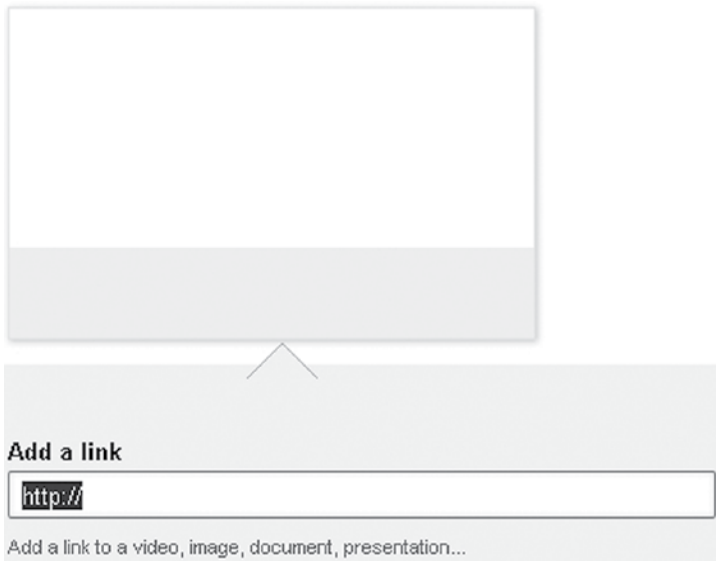 Add a link
http://
Add a link to a video, image, document, presentation...